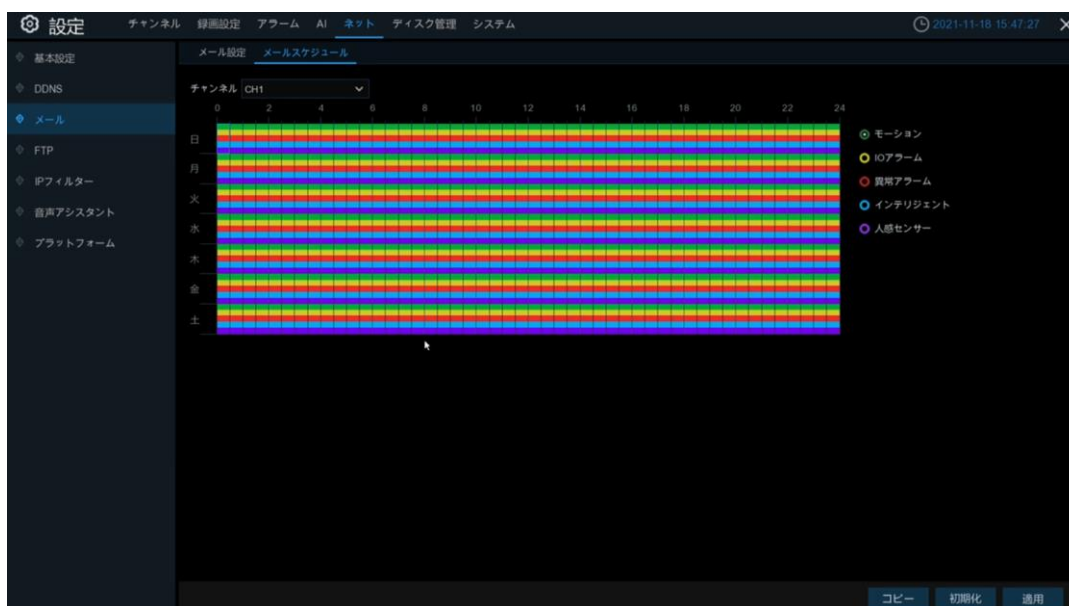 設定 チャンネル 録画設定 アラーム AI ネット ディスク管理 システム 2021-11-18 15:47:27
基本設定
DDNS
メール
FTP
IPフィルター
音声アシスタント
プラットフォーム
メール設定 メールスケジュール
チャンネル CH1
0 2 4 6 8 10 12 14 16 18 20 22 24
日
月
火
水
木
金
土
モーション
IOアラーム
異常アラーム
インテリジェント
人感センサー
コピー 初期化 適用